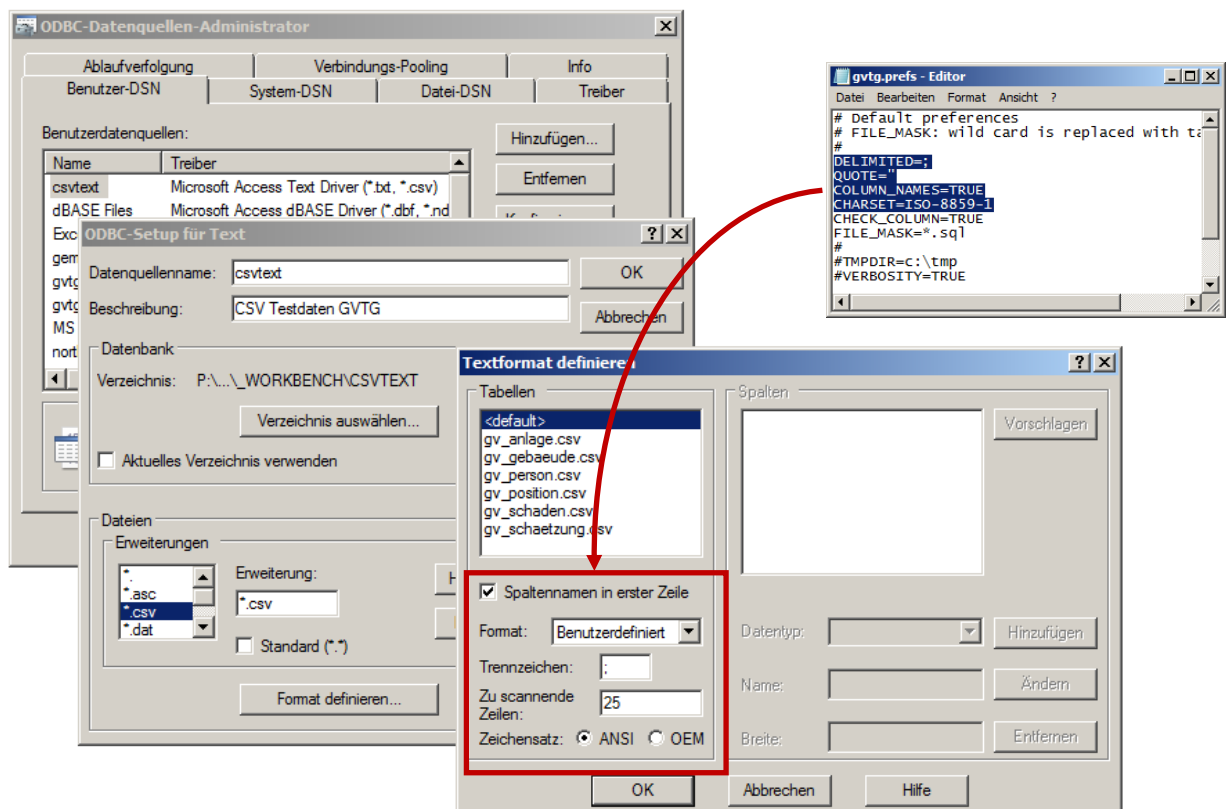 ODBC-Datenquellen-Administrator
Ablaufverfolgung Verbindungs-Pooling Info
Benutzer-DSN System-DSN Datei-DSN Treiber
Benutzerdatenquellen:
Name Treiber
csvtext Microsoft Access Text Driver (*.txt, *.csv)
dBASE Files Microsoft Access dBASE Driver (*.dbf, *.nd
Exc
gem
gvtg
gvtg
MS
nort
Hinzufügen...
Entfernen
ODBC-Setup für Text
Datenquellenname: csvtext
Beschreibung: CSV Testdaten GVTG
OK
Abbrechen
Datenbank
Verzeichnis: P:\...\_WORKBENCH\CSVTEXT
Verzeichnis auswählen...
Aktuelles Verzeichnis verwenden
Dateien
Erweiterungen
*.
*.asc
*.csv
*.dat
Erweiterung:
*.csv
Standard (*.*)
H
Format definieren...
gvtg.prefs - Editor
Datei Bearbeiten Format Ansicht ?
# Default preferences
# FILE_MASK: wild card is replaced with ta
#
DELIMITED=;
QUOTE="
COLUMN_NAMES=TRUE
CHARSET=ISO-8859-1
CHECK_COLUMN=TRUE
FILE_MASK=*.sql
#
#TMPDIR=c:\tmp
#VERBOSITY=TRUE
Textformat definieren
Tabellen
<default>
gv_anlage.csv
gv_gebaeude.csv
gv_person.csv
gv_position.csv
gv_schaden.csv
gv_schaetzung.csv
Spaltennamen in erster Zeile
Format: Benutzerdefiniert
Trennzeichen: ;
Zu scannende
Zeilen: 25
Zeichensatz: ANSI OEM
Spalten
Vorschlagen
Datentyp: Hinzufügen
Name: Ändern
Breite: Entfernen
OK Abbrechen Hilfe